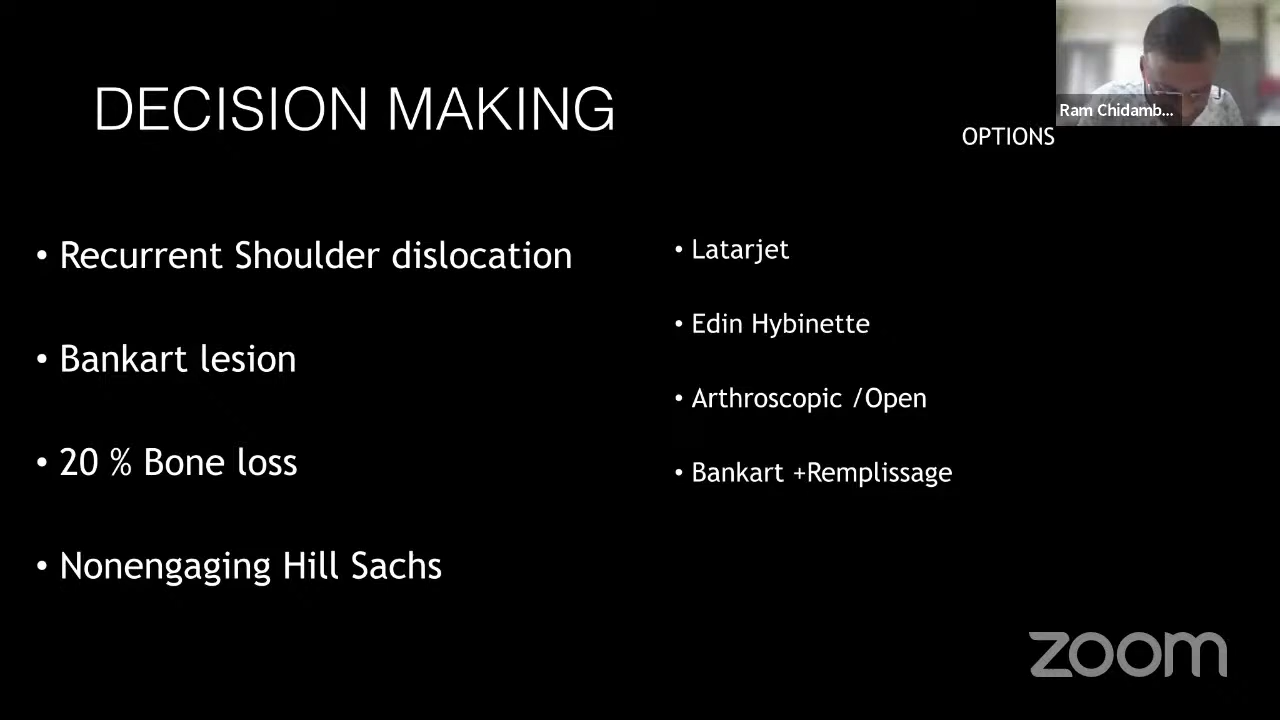 DECISION MAKING
Ram Chidamb...
OPTIONS
• Recurrent Shoulder dislocation
• Bankart lesion
• 20 % Bone loss
• Nonengaging Hill Sachs
• Latarjet
• Edin Hybinette
• Arthroscopic /Open
• Bankart +Remplissage
zoom